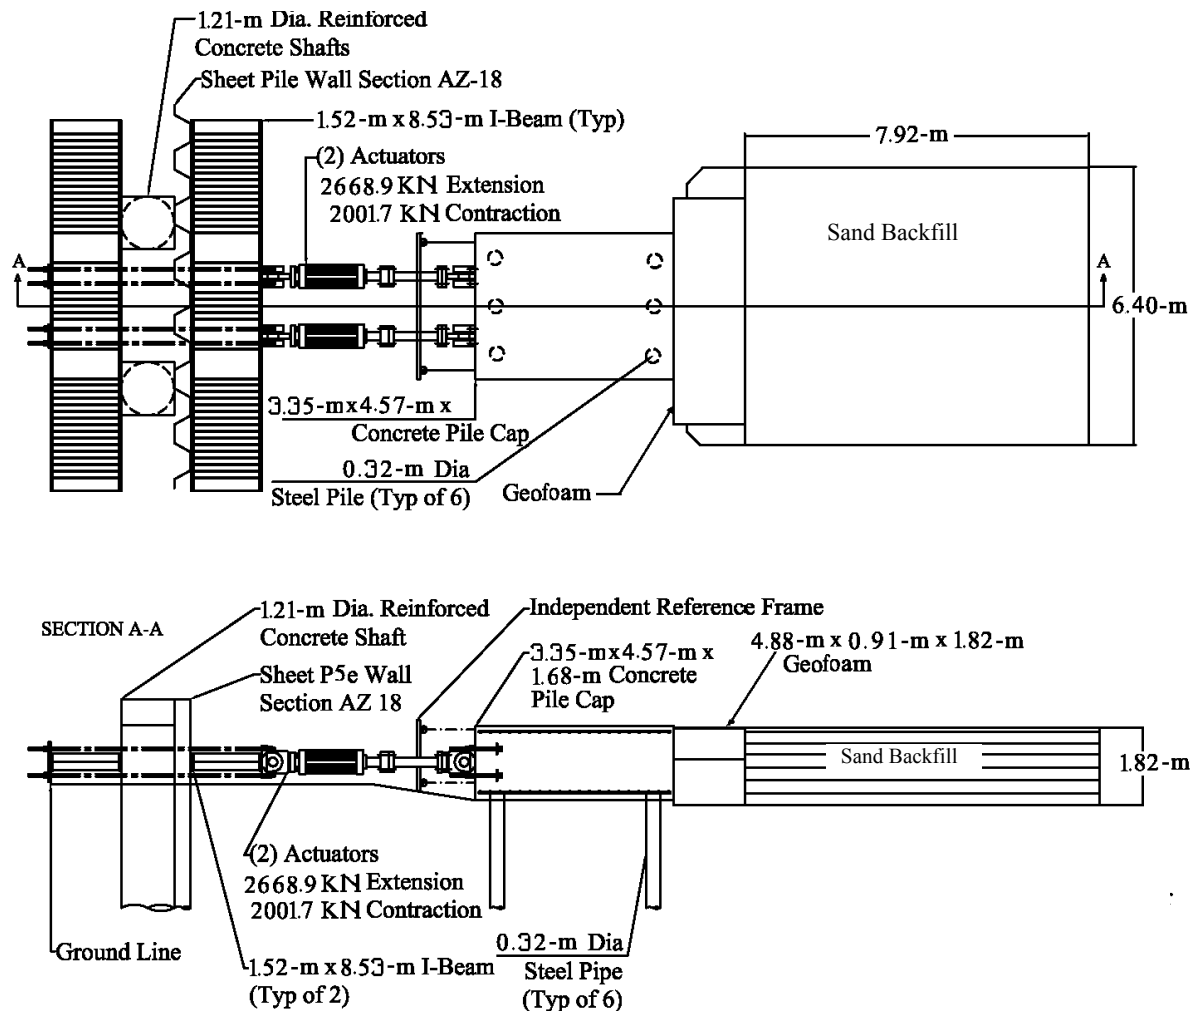 1.21-m Dia. Reinforced
Concrete Shafts
Sheet Pile Wall Section AZ-18
1.52-m x 8.53-m I-Beam (Typ)
(2) Actuators
2668.9 KN Extension
2001.7 KN Contraction
7.92-m
Sand Backfill
A
A
6.40-m
3.35-m x 4.57-m x
Concrete Pile Cap
0.32-m Dia
Steel Pile (Typ of 6)
Geofoam
SECTION A-A
1.21-m Dia. Reinforced
Concrete Shaft
Sheet P5e Wall
Section AZ 18
Independent Reference Frame
3.35-m x 4.57-m x
1.68-m Concrete
Pile Cap
4.88-m x 0.91-m x 1.82-m
Geofoam
Sand Backfill
1.82-m
(2) Actuators
2668.9 KN Extension
2001.7 KN Contraction
Ground Line
1.52-m x 8.53-m I-Beam
(Typ of 2)
0.32-m Dia
Steel Pipe
(Typ of 6)